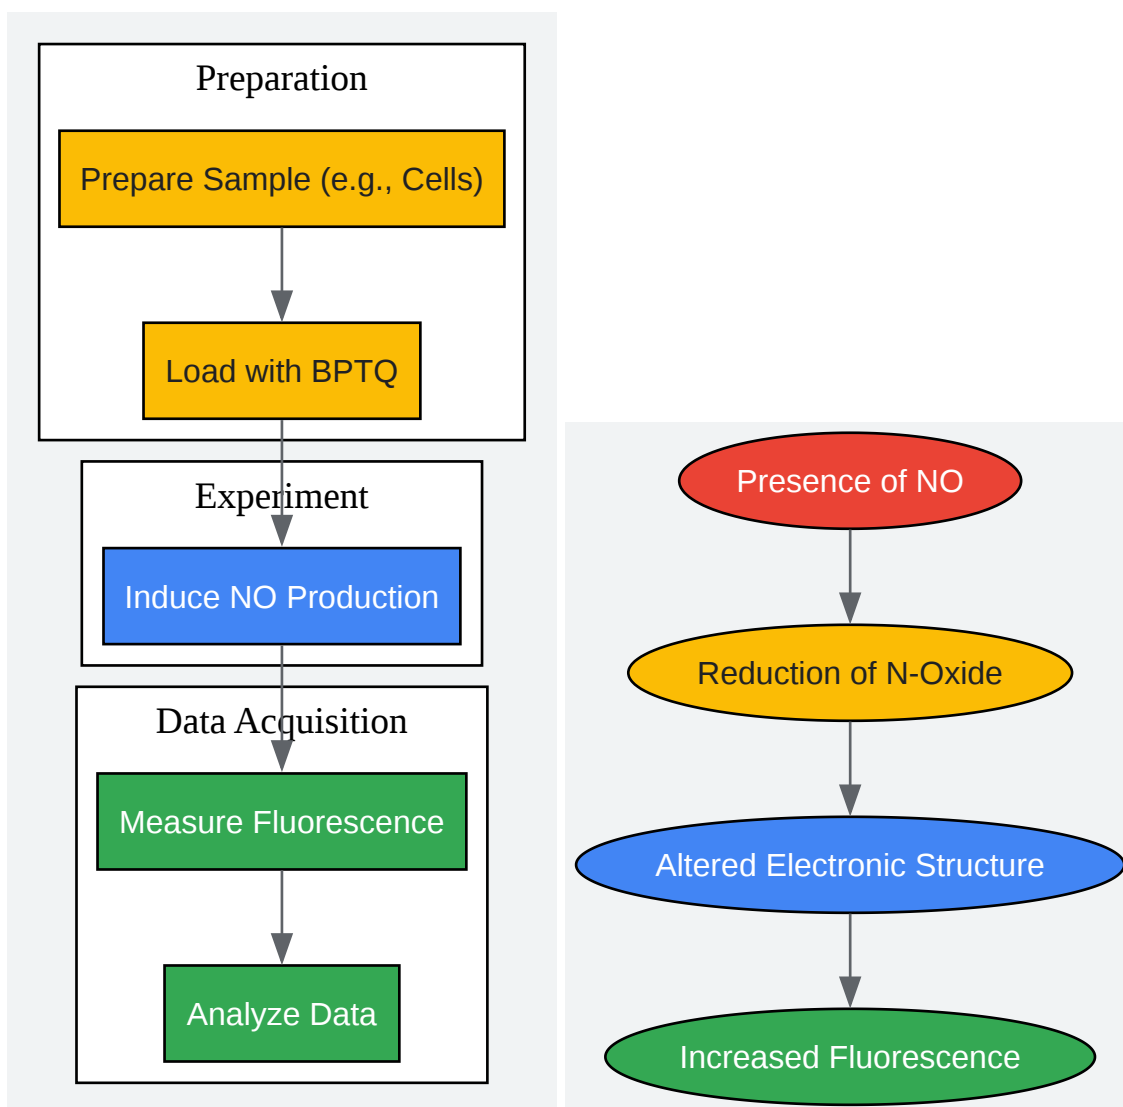 Preparation
Prepare Sample (e.g., Cells)
Load with BPTQ
Experiment
Induce NO Production
Data Acquisition
Measure Fluorescence
Analyze Data
Presence of NO
Reduction of N-Oxide
Altered Electronic Structure
Increased Fluorescence